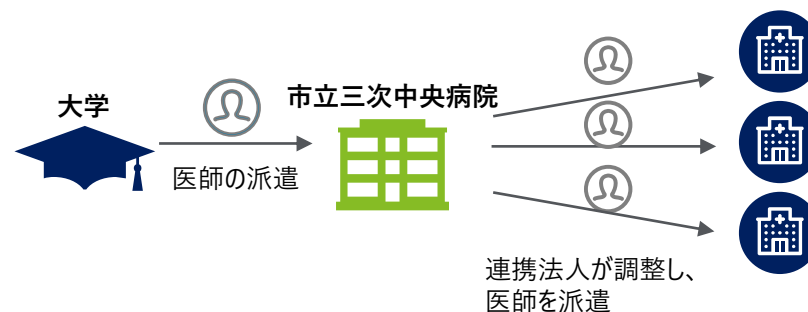 大学
市立三次中央病院
医師の派遣
連携法人が調整し、
医師を派遣